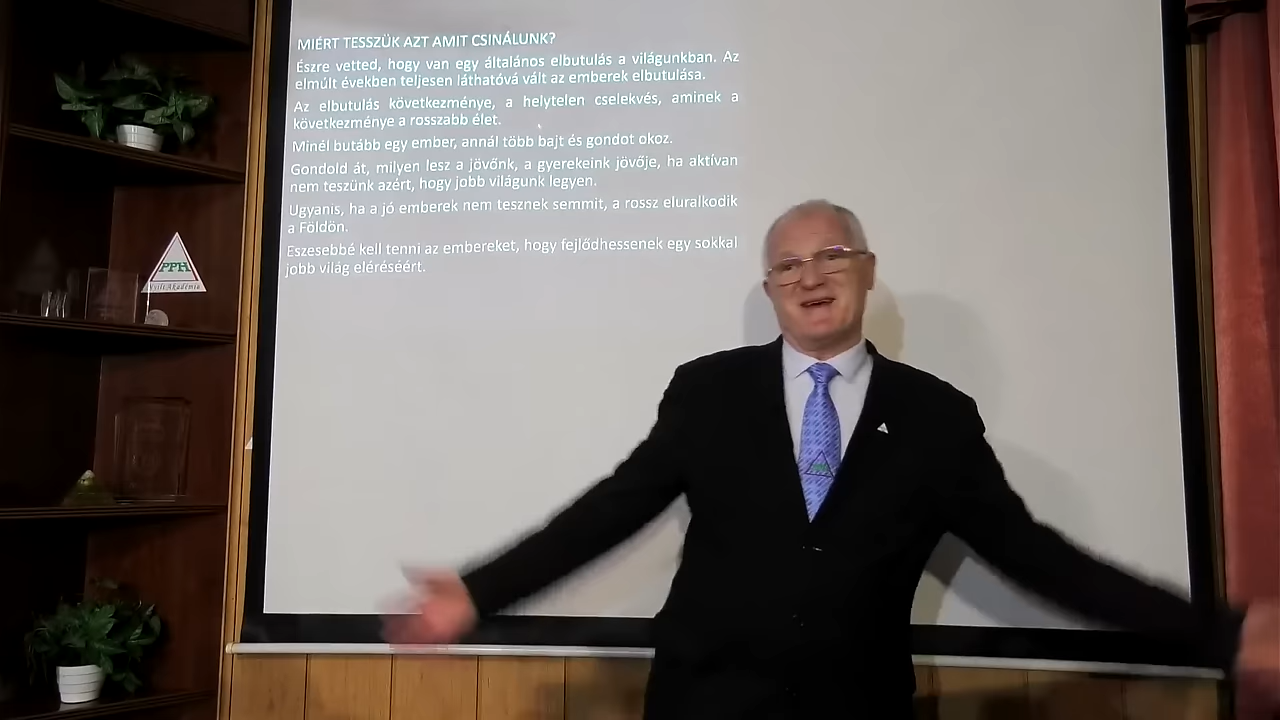 MIÉRT TESSZÜK AZT AMIT CSINÁLUNK?
Észre vetted, hogy van egy általános elbutulás a világunkban. Az
elmúlt években teljesen láthatóvá vált az emberek elbutulása.
Az elbutulás következménye, a helytelen cselekvés, aminek a
következménye a rosszabb élet.
Minél butább egy ember, annál több bajt és gondot okoz.
Gondold át, milyen lesz a jövőnk, a gyerekeink jövője, ha aktívan
nem teszünk azért, hogy jobb világunk legyen.
Ugyanis, ha a jó emberek nem tesznek semmit, a rossz eluralkodik
a Földön.
Eszesebbé kell tenni az embereket, hogy fejlődhessenek egy sokkal
jobb világ eléréséért.
PPH
Nyílt Akadémia
PPH